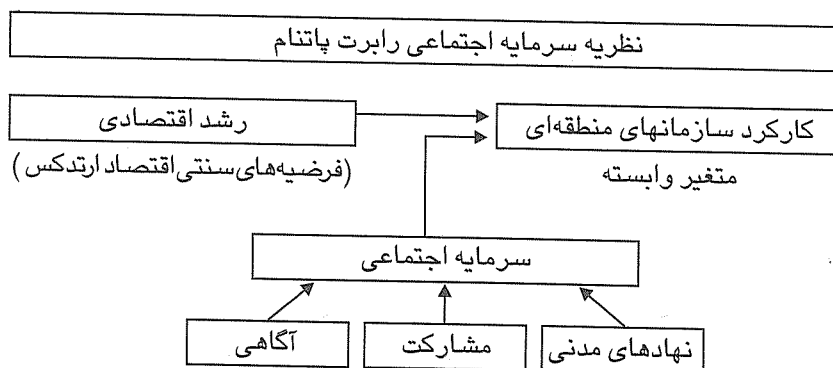 نظریه سرمایه اجتماعی رابرت پاتنام
کارکرد سازمانهای منطقه‌ای
رشد اقتصادی
متغیر وابسته
(فرضیه‌های سنتی اقتصاد ارتدکس)
سرمایه اجتماعی
نهادهای مدنی
مشارکت
آگاهی